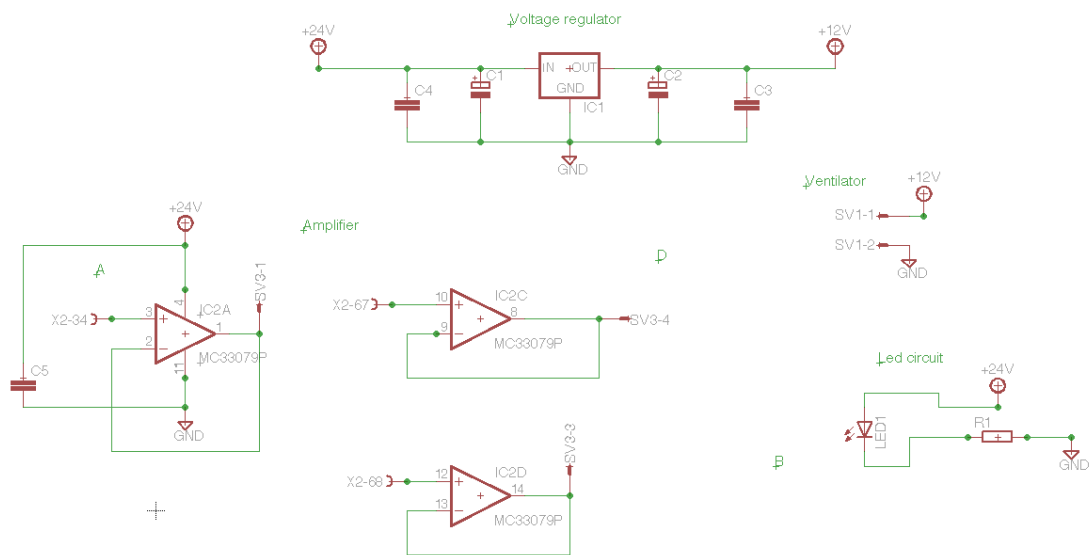 Voltage regulator
+24V
+12V
C4
C1
IN
+OUT
GND
IC1
C2
C3
GND
Ventilator
+12V
SV1-1
SV1-2
GND
Amplifier
A
+24V
SV3-1
X2-34
3
2
4
11
1
IC2A
MC33079P
C5
GND
D
X2-67
10
9
8
IC2C
MC33079P
SV3-4
Led circuit
+24V
LED1
R1
GND
B
X2-68
12
13
14
IC2D
MC33079P
SV3-3